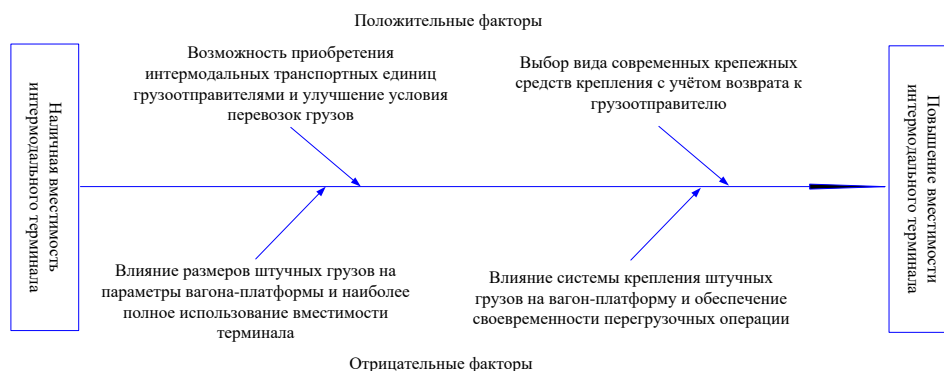 Положительные факторы
Возможность приобретения
интермодальных транспортных единиц
грузоотправителями и улучшение условия
перевозок грузов
Выбор вида современных крепежных
средств крепления с учётом возврата к
грузоотправителю
Наличная вместимость
интермодального терминала
Повышение вместимости
интермодального терминала
Влияние размеров штучных грузов на
параметры вагона-платформы и наиболее
полное использование вместимости
терминала
Влияние системы крепления штучных
грузов на вагон-платформу и обеспечение
своевременности перегрузочных операции
Отрицательные факторы